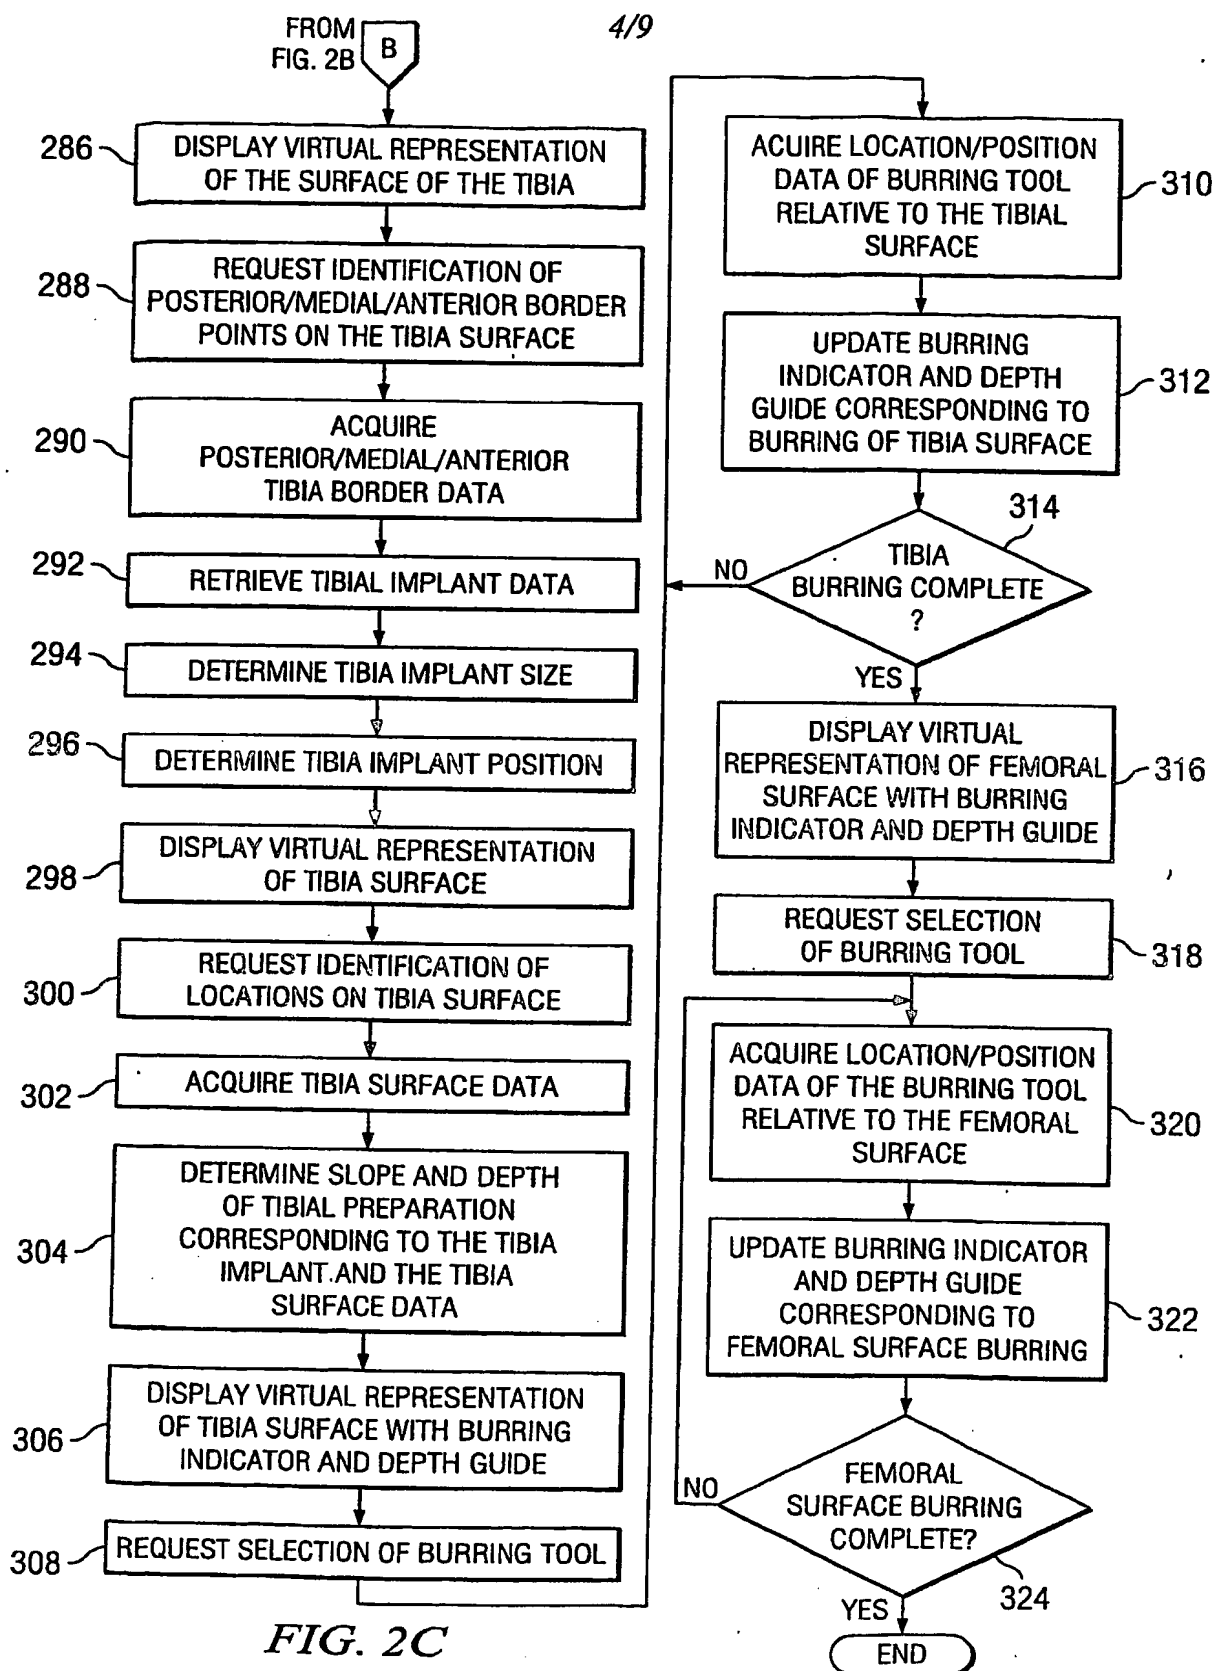 4/9
FROM
FIG. 2B
B
286
DISPLAY VIRTUAL REPRESENTATION
OF THE SURFACE OF THE TIBIA
288
REQUEST IDENTIFICATION OF
POSTERIOR/MEDIAL/ANTERIOR BORDER
POINTS ON THE TIBIA SURFACE
290
ACQUIRE
POSTERIOR/MEDIAL/ANTERIOR
TIBIA BORDER DATA
292
RETRIEVE TIBIAL IMPLANT DATA
294
DETERMINE TIBIA IMPLANT SIZE
296
DETERMINE TIBIA IMPLANT POSITION
298
DISPLAY VIRTUAL REPRESENTATION
OF TIBIA SURFACE
300
REQUEST IDENTIFICATION OF
LOCATIONS ON TIBIA SURFACE
302
ACQUIRE TIBIA SURFACE DATA
304
DETERMINE SLOPE AND DEPTH
OF TIBIAL PREPARATION
CORRESPONDING TO THE TIBIA
IMPLANT AND THE TIBIA
SURFACE DATA
306
DISPLAY VIRTUAL REPRESENTATION
OF TIBIA SURFACE WITH BURRING
INDICATOR AND DEPTH GUIDE
308
REQUEST SELECTION OF BURRING TOOL
ACUIRE LOCATION/POSITION
DATA OF BURRING TOOL
RELATIVE TO THE TIBIAL
SURFACE
310
UPDATE BURRING
INDICATOR AND DEPTH
GUIDE CORRESPONDING TO
BURRING OF TIBIA SURFACE
312
314
TIBIA
BURRING COMPLETE
?
NO
YES
DISPLAY VIRTUAL
REPRESENTATION OF FEMORAL
SURFACE WITH BURRING
INDICATOR AND DEPTH GUIDE
316
REQUEST SELECTION
OF BURRING TOOL
318
ACQUIRE LOCATION/POSITION
DATA OF THE BURRING TOOL
RELATIVE TO THE FEMORAL
SURFACE
320
UPDATE BURRING INDICATOR
AND DEPTH GUIDE
CORRESPONDING TO
FEMORAL SURFACE BURRING
322
FEMORAL
SURFACE BURRING
COMPLETE?
NO
324
YES
END
FIG. 2C